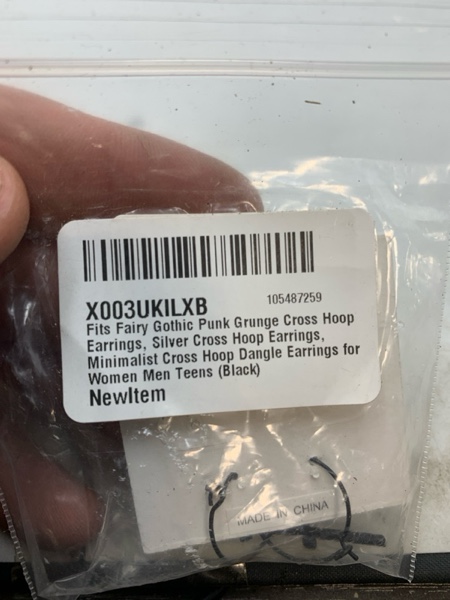 X003UKILXB 105487259
Fits Fairy Gothic Punk Grunge Cross Hoop
Earrings, Silver Cross Hoop Earrings,
Minimalist Cross Hoop Dangle Earrings for
Women Men Teens (Black)
NewItem
MADE IN CHINA